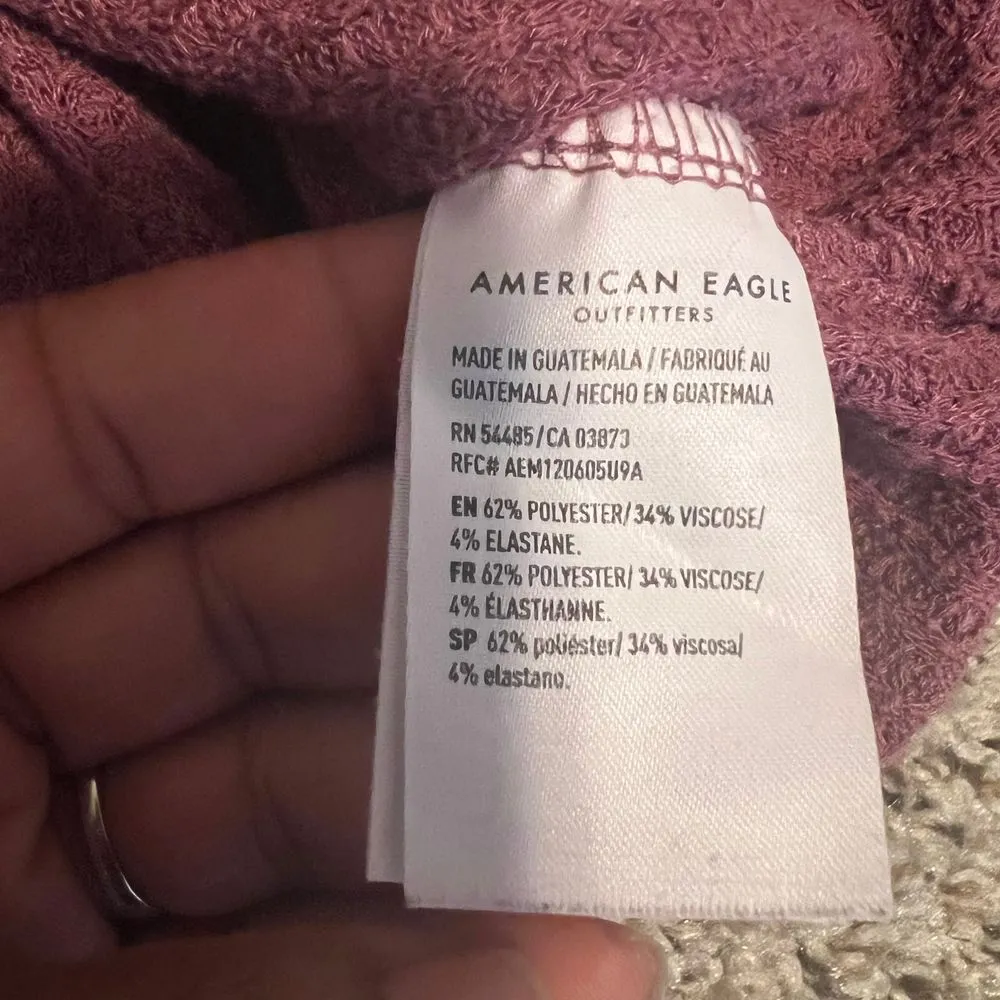 AMERICAN EAGLE
OUTFITTERS
MADE IN GUATEMALA / FABRIQUÉ AU
GUATEMALA / HECHO EN GUATEMALA
RN 54485/CA 03873
RFC# AEM120605U9A
EN 62% POLYESTER/ 34% VISCOSE/
4% ELASTANE.
FR 62% POLYESTER/ 34% VISCOSE/
4% ÉLASTHANNE.
SP 62% poliéster/ 34% viscosa/
4% elastano.